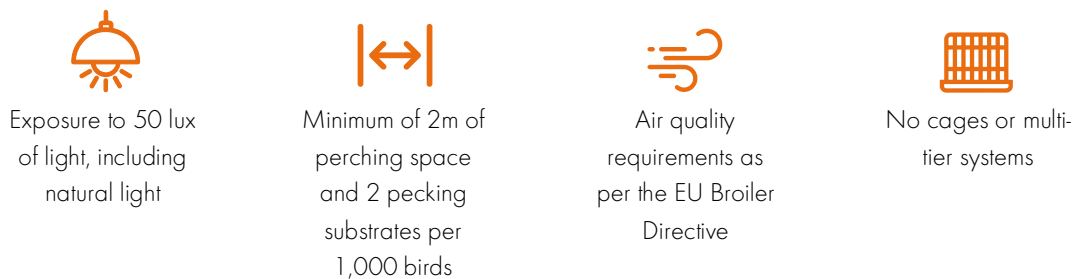 Exposure to 50 lux
of light, including
natural light
Minimum of 2m of
perching space
and 2 pecking
substrates per
1,000 birds
Air quality
requirements as
per the EU Broiler
Directive
No cages or multi-
tier systems